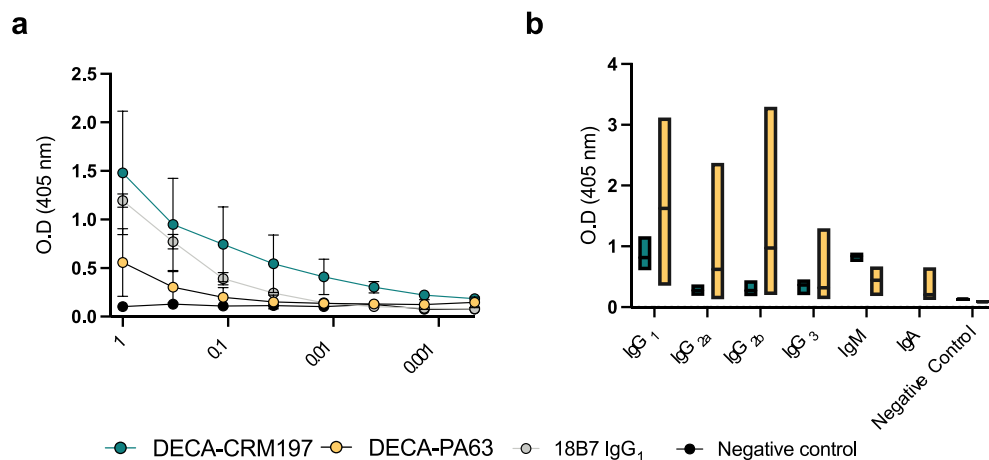 a
b
2.5
2.0
1.5
1.0
0.5
0.0
O.D (405 nm)
1
0.1
0.01
0.001
4
3
2
1
0
O.D (405 nm)
IgG 1
IgG 2a
IgG 2b
IgG 3
IgM
IgA
Negative Control
DECA-CRM197 DECA-PA63 18B7 IgG1 Negative control